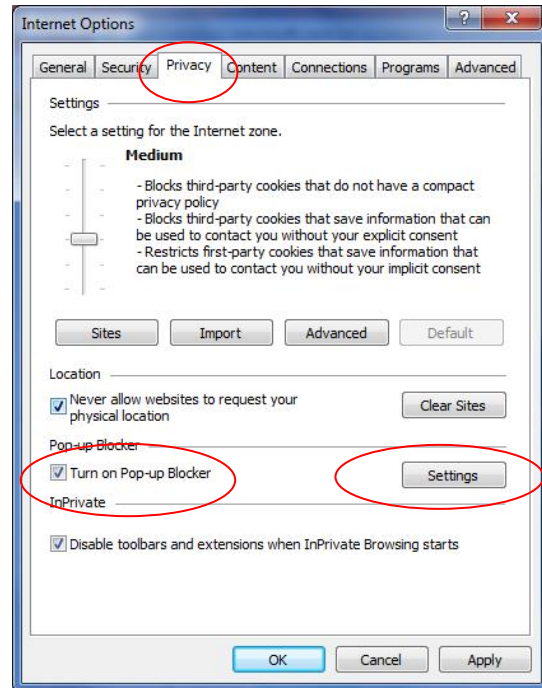 Internet Options
?
X
General Security Privacy Content Connections Programs Advanced
Settings
Select a setting for the Internet zone.
Medium
- Blocks third-party cookies that do not have a compact
privacy policy
- Blocks third-party cookies that save information that can
be used to contact you without your explicit consent
- Restricts first-party cookies that save information that
can be used to contact you without your implicit consent
Sites Import Advanced Default
Location
Never allow websites to request your
physical location
Clear Sites
Pop-up Blocker
Turn on Pop-up Blocker
Settings
InPrivate
Disable toolbars and extensions when InPrivate Browsing starts
OK Cancel Apply